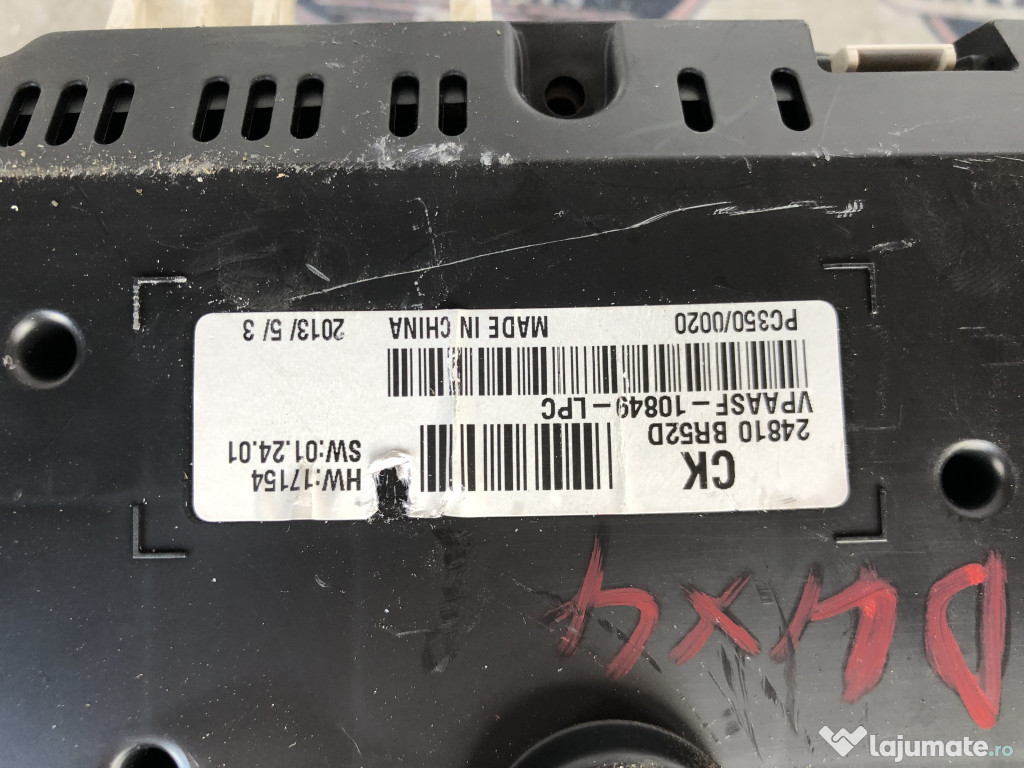 CK
24810 BR52D
HW:17154
SW:01.24.01
VPAASF-10849-LPC
PC350/0020 MADE IN CHINA 2013/ 5/ 3
D4x4
lajumate.ro